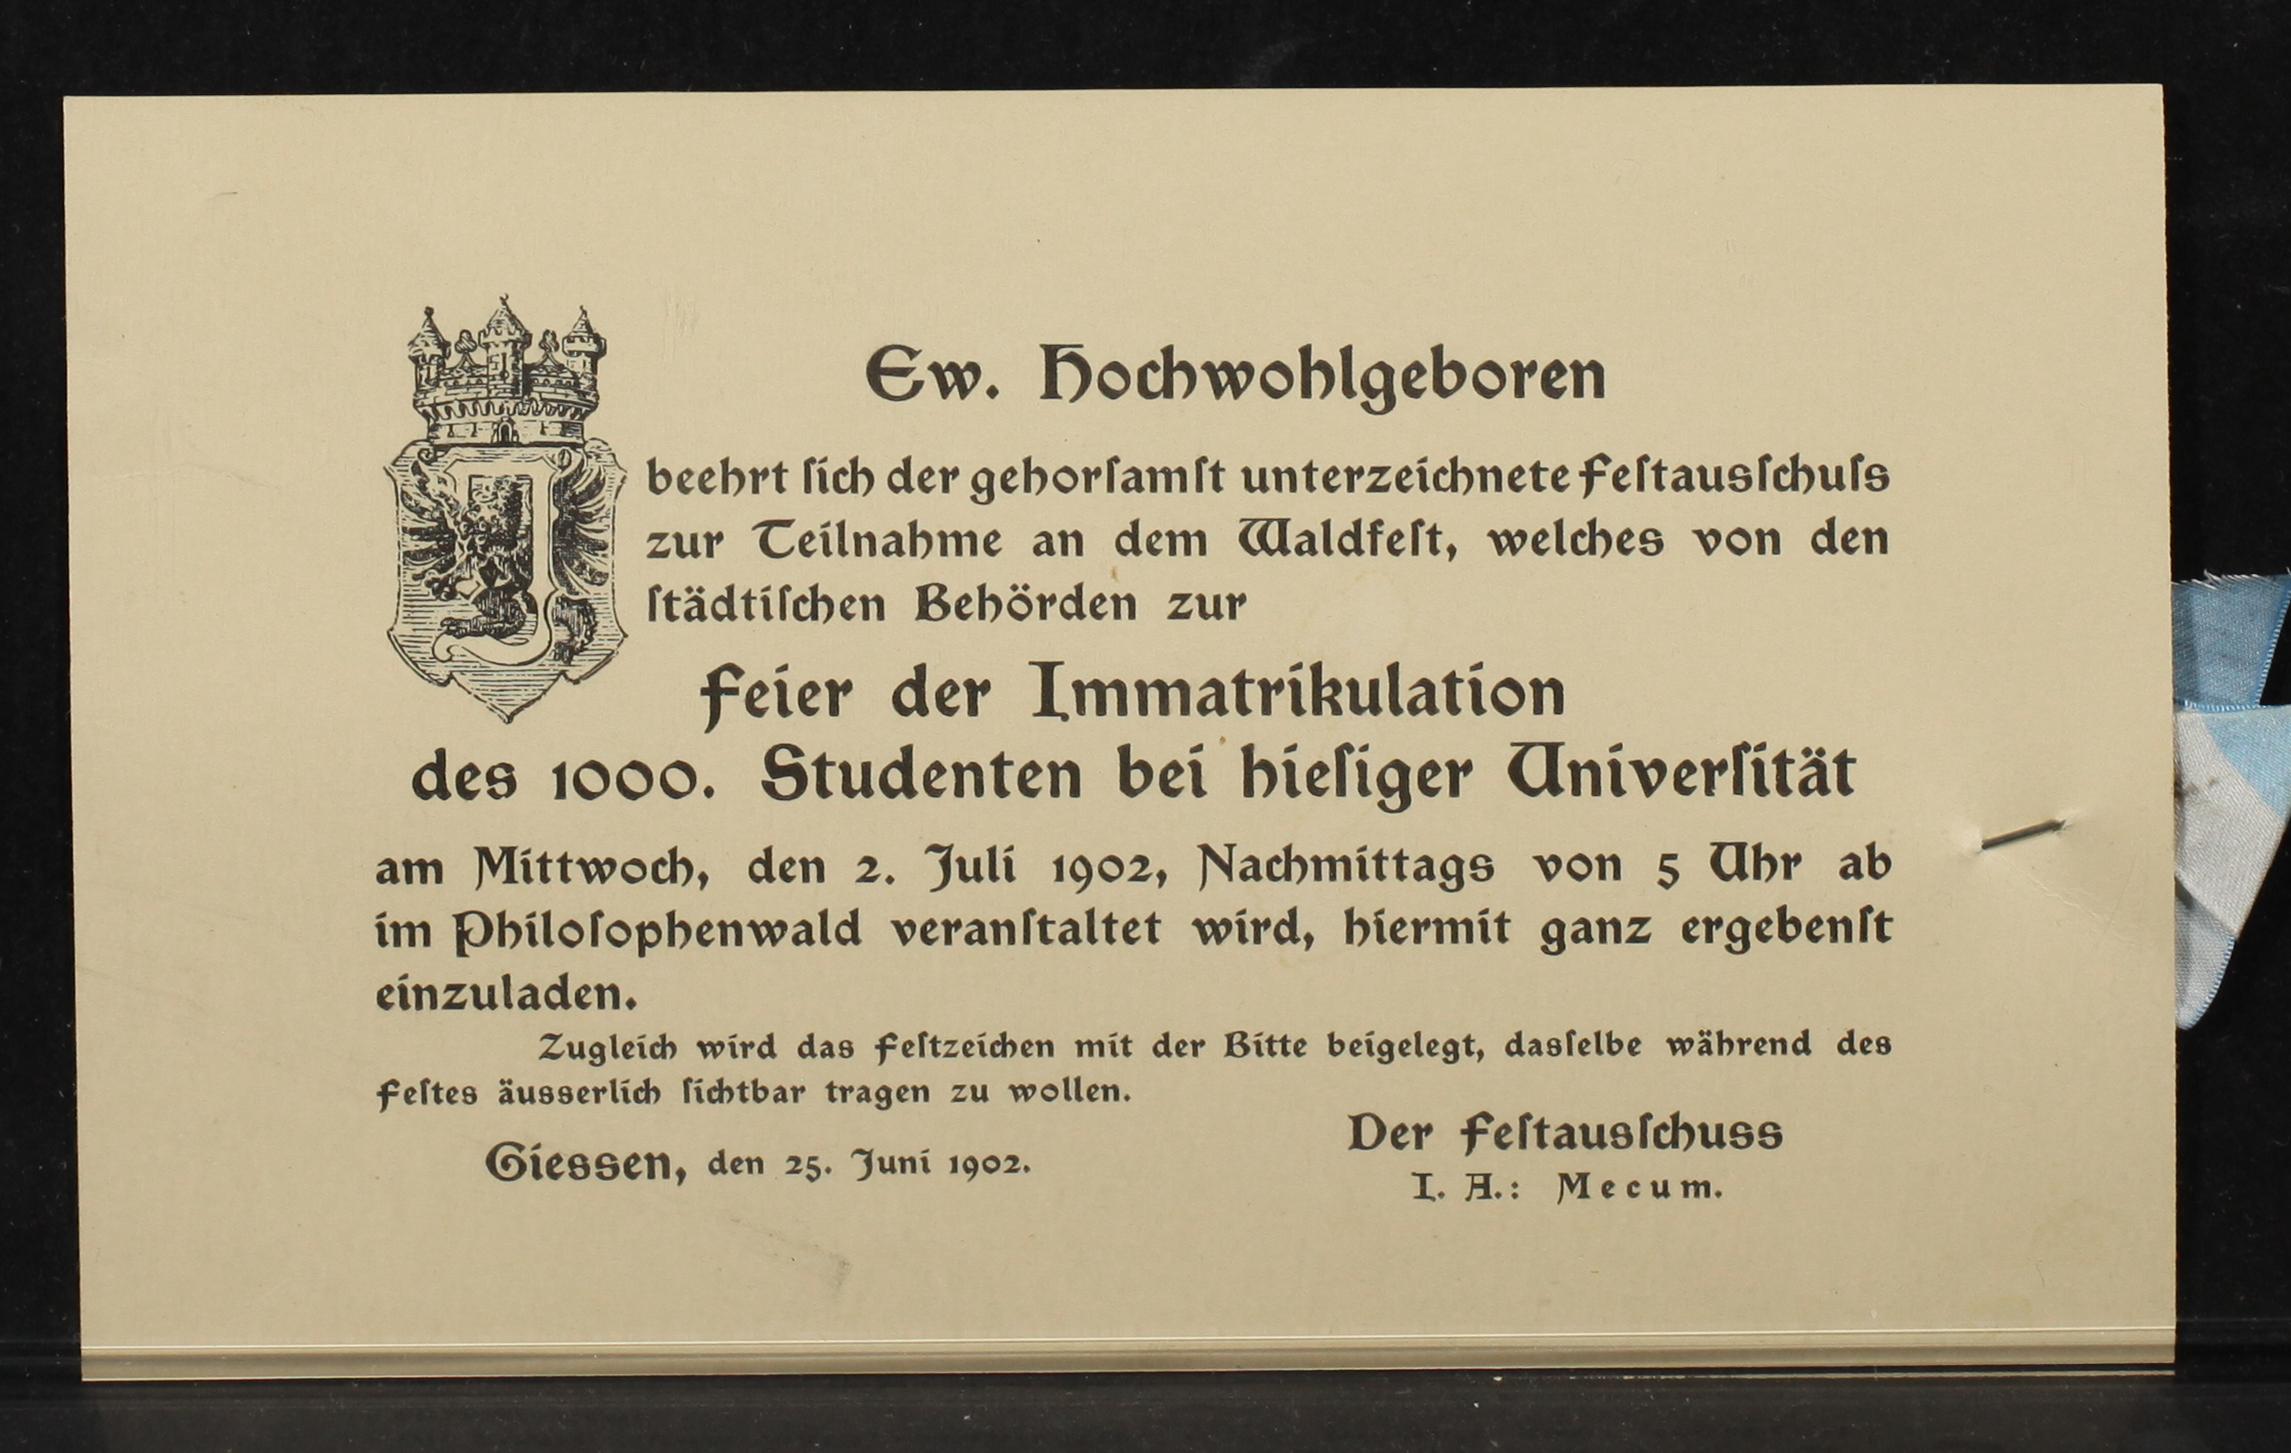 Ew. Hochwohlgeboren
beehrt ſich der gehorſamſt unterzeichnete Feſtausſchuſs
zur Teilnahme an dem Waldfeſt, welches von den
ſtädtiſchen Behörden zur
Feier der Immatrikulation
des 1000. Studenten bei hieſiger Univerſität
am Mittwoch, den 2. Juli 1902, Nachmittags von 5 Uhr ab
im Philoſophenwald veranſtaltet wird, hiermit ganz ergebenſt
einzuladen.
Zugleich wird das Feſtzeichen mit der Bitte beigelegt, dasſelbe während des
Feſtes äusserlich ſichtbar tragen zu wollen.
Der Feſtausſchuss
I. A.: Mecum.
Giessen, den 25. Juni 1902.